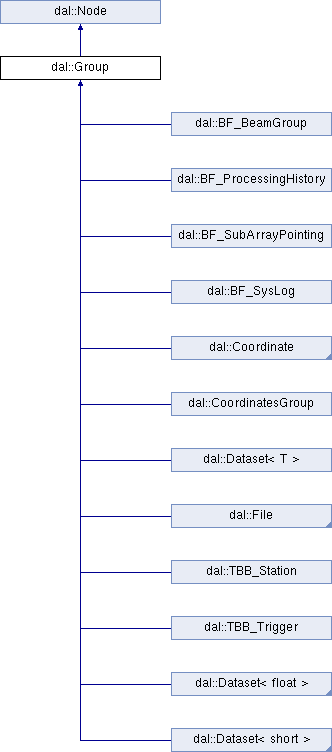 dal::Node
dal::Group
dal::BF_BeamGroup
dal::BF_ProcessingHistory
dal::BF_SubArrayPointing
dal::BF_SysLog
dal::Coordinate
dal::CoordinatesGroup
dal::Dataset< T >
dal::File
dal::TBB_Station
dal::TBB_Trigger
dal::Dataset< float >
dal::Dataset< short >